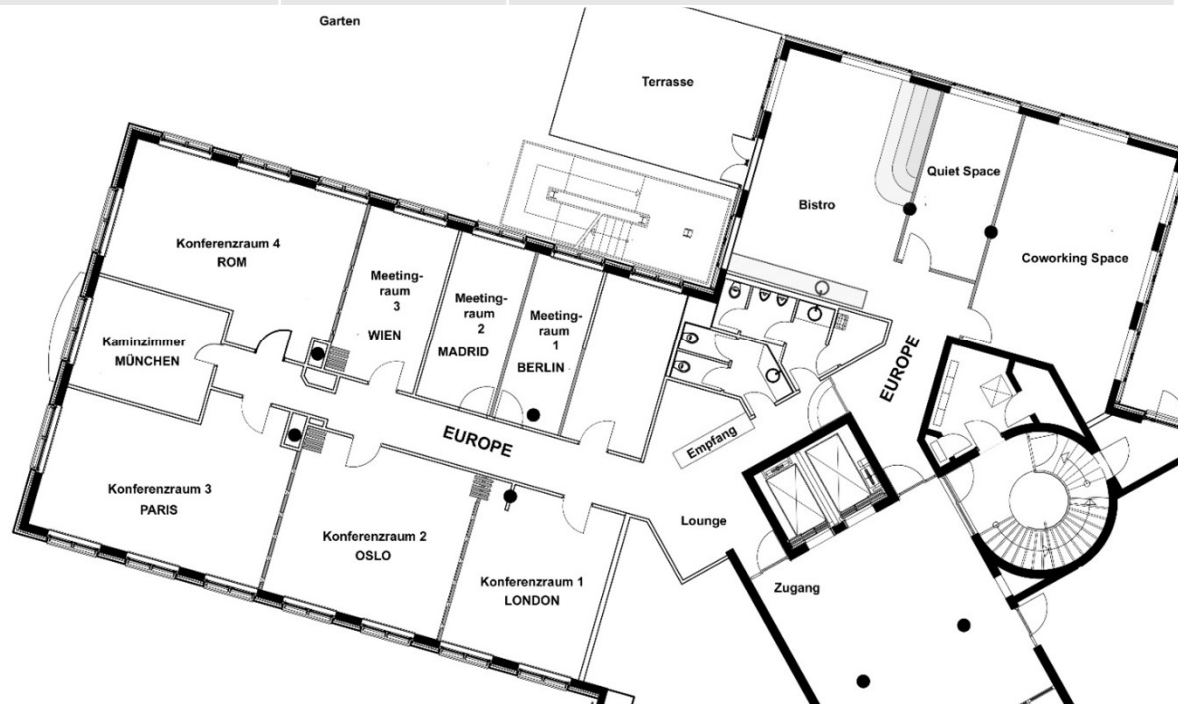 Garten
Terrasse
Quiet Space
Bistro
Coworking Space
Konferenzraum 4
ROM
Meeting-
raum
3
WIEN
Meeting-
raum
2
MADRID
Meeting-
raum
1
BERLIN
Kaminzimmer
MÜNCHEN
EUROPE
EUROPE
Empfang
Konferenzraum 3
PARIS
Konferenzraum 2
OSLO
Lounge
Konferenzraum 1
LONDON
Zugang